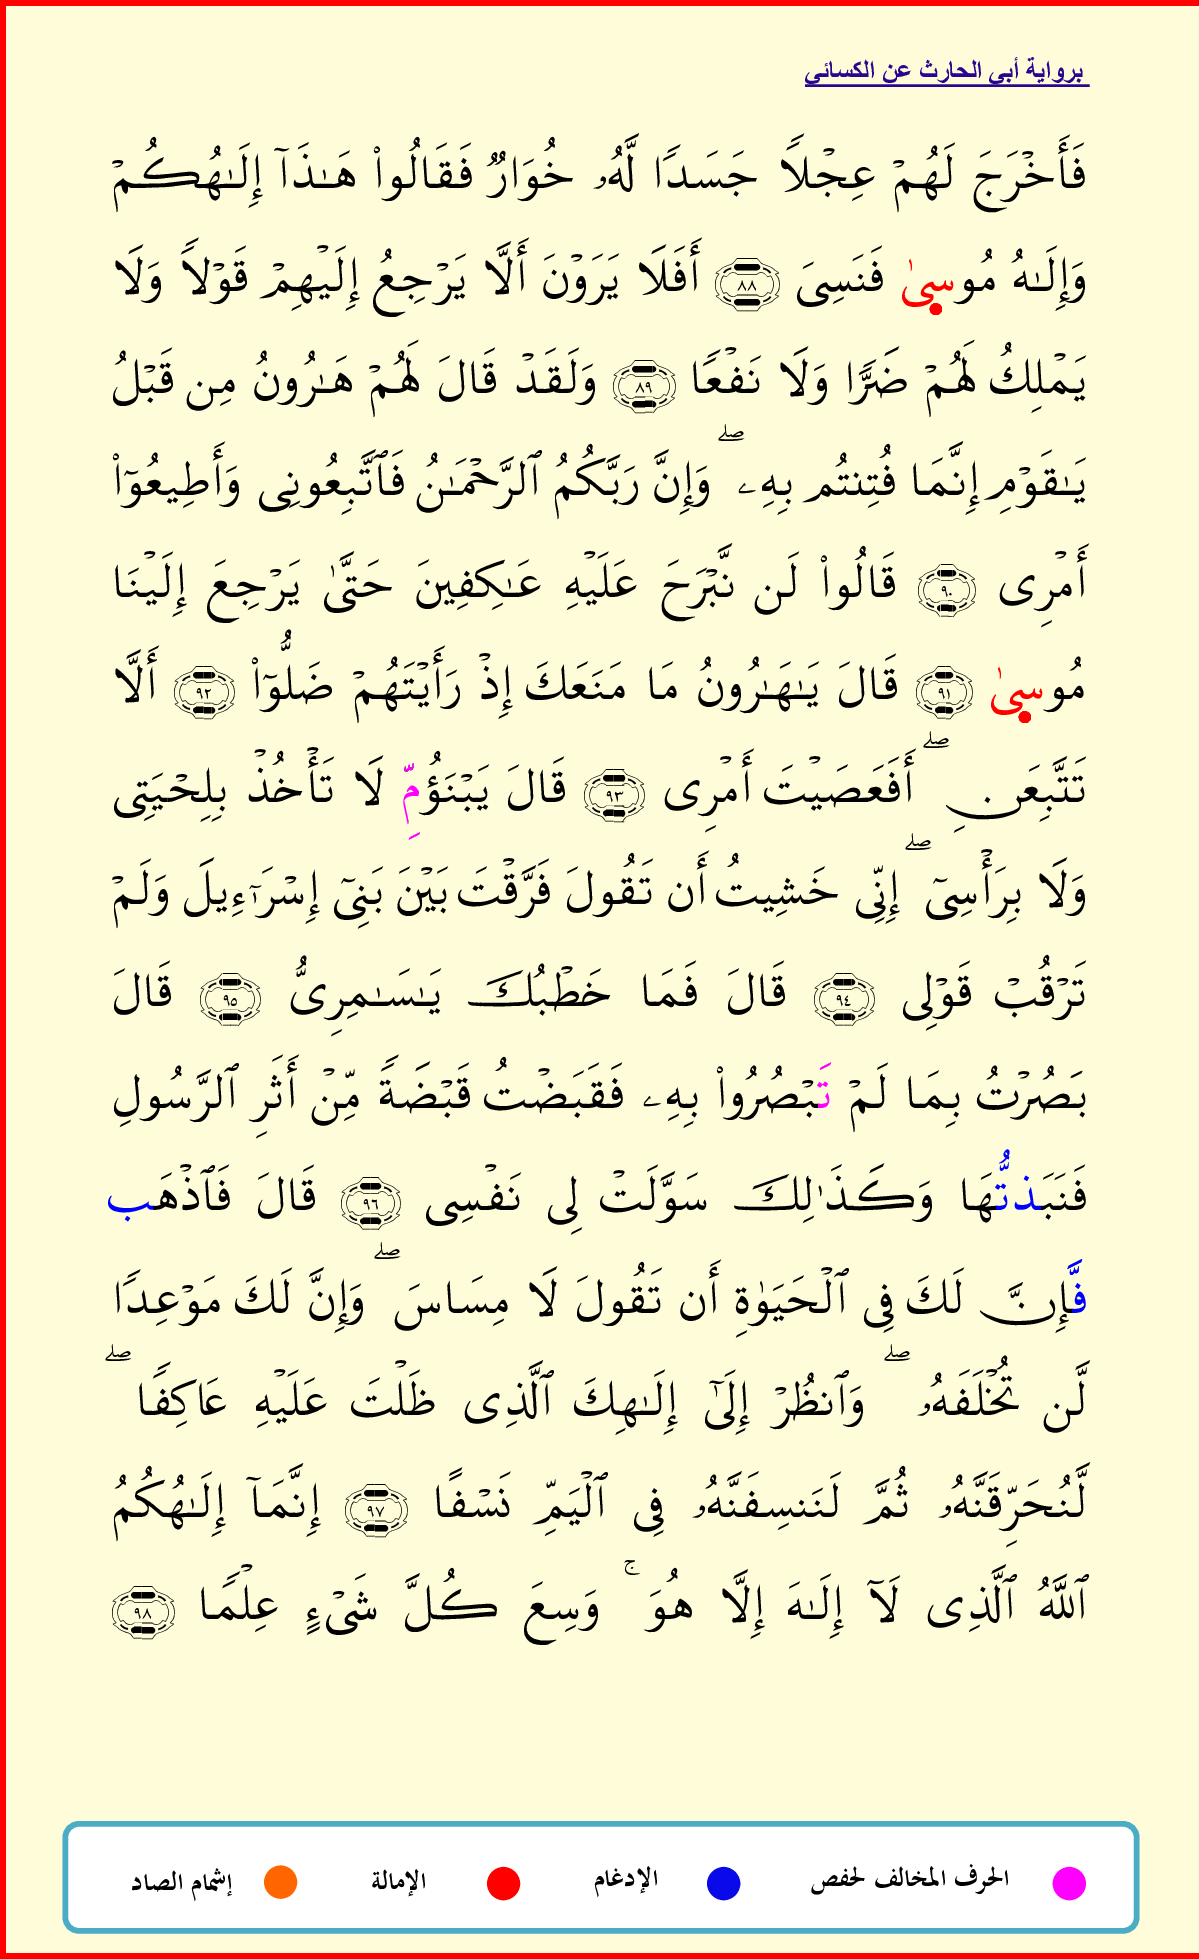 برواية أبي الحارث عن الكسائي
فَأَخْرَجَ لَهُمْ عِجْلًا جَسَدًا لَّهُۥ خُوَارٌ فَقَالُوا۟ هَـٰذَآ إِلَـٰهُكُمْ
وَإِلَـٰهُ مُوسِىٰ فَنَسِىَ ٨٨ أَفَلَا يَرَوْنَ أَلَّا يَرْجِعُ إِلَيْهِمْ قَوْلًا وَلَا
يَمْلِكُ لَهُمْ ضَرًّا وَلَا نَفْعًا ٨٩ وَلَقَدْ قَالَ لَهُمْ هَـٰرُونُ مِن قَبْلُ
يَـٰقَوْمِ إِنَّمَا فُتِنتُم بِهِۦ ۖ وَإِنَّ رَبَّكُمُ ٱلرَّحْمَـٰنُ فَٱتَّبِعُونِى وَأَطِيعُوٓا۟
أَمْرِى ٩٠ قَالُوا۟ لَن نَّبْرَحَ عَلَيْهِ عَـٰكِفِينَ حَتَّىٰ يَرْجِعَ إِلَيْنَا
مُوسِىٰ ٩١ قَالَ يَـٰهَـٰرُونُ مَا مَنَعَكَ إِذْ رَأَيْتَهُمْ ضَلُّوٓا۟ ٩٢ أَلَّا
تَتَّبِعَنِ ۖ أَفَعَصَيْتَ أَمْرِى ٩٣ قَالَ يَبْنَؤُمِّ لَا تَأْخُذْ بِلِحْيَتِى
وَلَا بِرَأْسِىٓ ۖ إِنِّى خَشِيتُ أَن تَقُولَ فَرَّقْتَ بَيْنَ بَنِىٓ إِسْرَٰٓءِيلَ وَلَمْ
تَرْقُبْ قَوْلِى ٩٤ قَالَ فَمَا خَطْبُكَ يَـٰسَـٰمِرِىُّ ٩٥ قَالَ
بَصُرْتُ بِمَا لَمْ تَبْصُرُوا۟ بِهِۦ فَقَبَضْتُ قَبْضَةً مِّنْ أَثَرِ ٱلرَّسُولِ
فَنَبَذتُّهَا وَكَذَٰلِكَ سَوَّلَتْ لِى نَفْسِى ٩٦ قَالَ فَٱذْهَب
فَّإِنَّ لَكَ فِى ٱلْحَيَوٰةِ أَن تَقُولَ لَا مِسَاسَ ۖ وَإِنَّ لَكَ مَوْعِدًا
لَّن تُخْلَفَهُۥ ۖ وَٱنظُرْ إِلَىٰٓ إِلَـٰهِكَ ٱلَّذِى ظَلْتَ عَلَيْهِ عَاكِفًا ۖ
لَّنُحَرِّقَنَّهُۥ ثُمَّ لَنَنسِفَنَّهُۥ فِى ٱلْيَمِّ نَسْفًا ٩٧ إِنَّمَآ إِلَـٰهُكُمُ
ٱللَّهُ ٱلَّذِى لَآ إِلَـٰهَ إِلَّا هُوَ ۚ وَسِعَ كُلَّ شَىْءٍ عِلْمًا ٩٨
الحرف المخالف لحفص الإدغام الإمالة إشمام الصاد